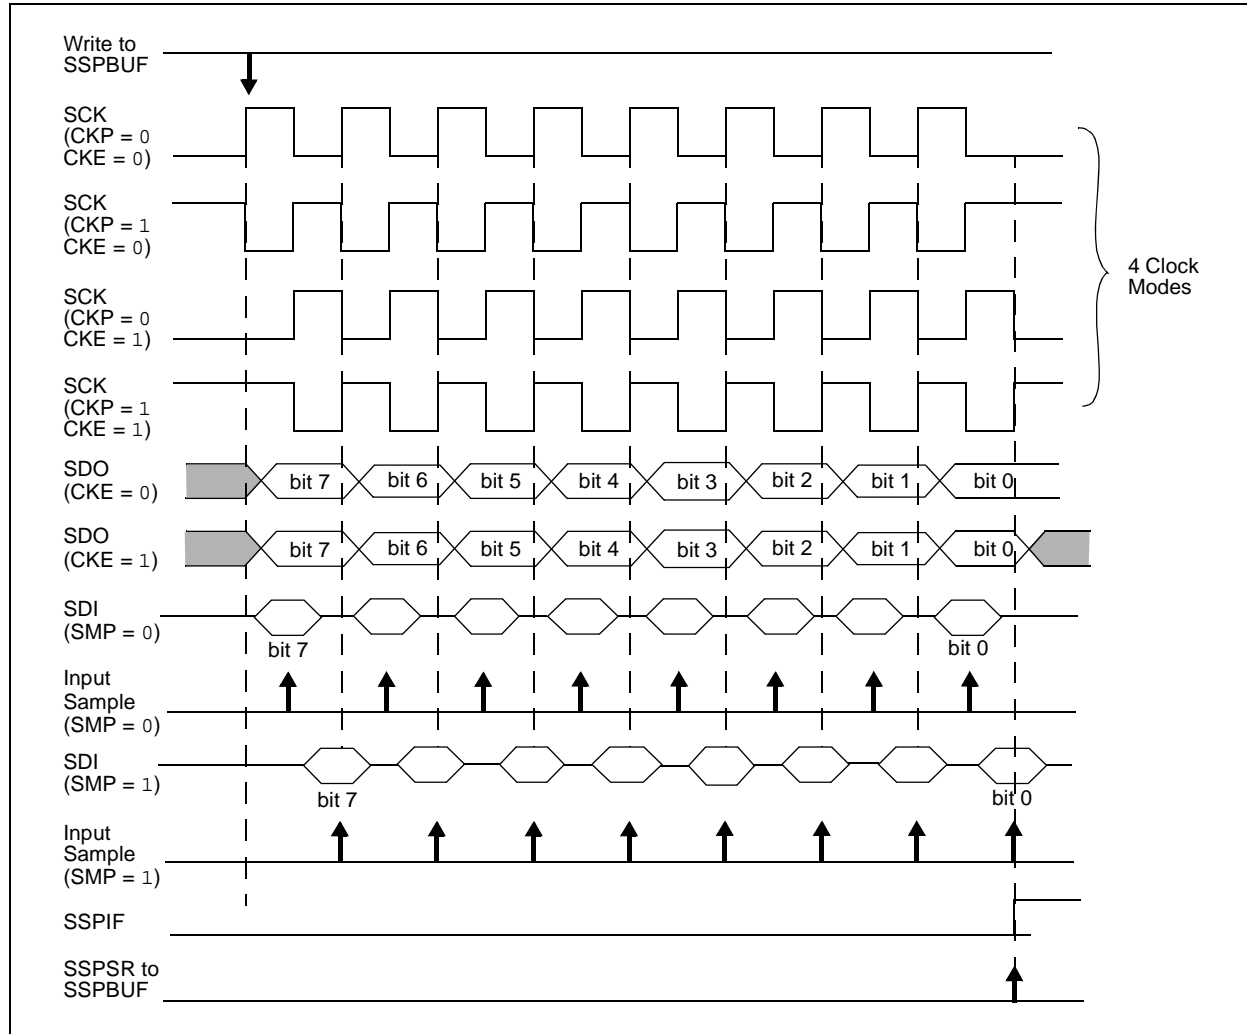 Write to
SSPBUF
SCK
(CKP = 0
CKE = 0)
SCK
(CKP = 1
CKE = 0)
SCK
(CKP = 0
CKE = 1)
SCK
(CKP = 1
CKE = 1)
4 Clock
Modes
SDO
(CKE = 0)
bit 7 bit 6 bit 5 bit 4 bit 3 bit 2 bit 1 bit 0
SDO
(CKE = 1)
bit 7 bit 6 bit 5 bit 4 bit 3 bit 2 bit 1 bit 0
SDI
(SMP = 0)
bit 7 bit 0
Input
Sample
(SMP = 0)
SDI
(SMP = 1)
bit 7 bit 0
Input
Sample
(SMP = 1)
SSPIF
SSPSR to
SSPBUF